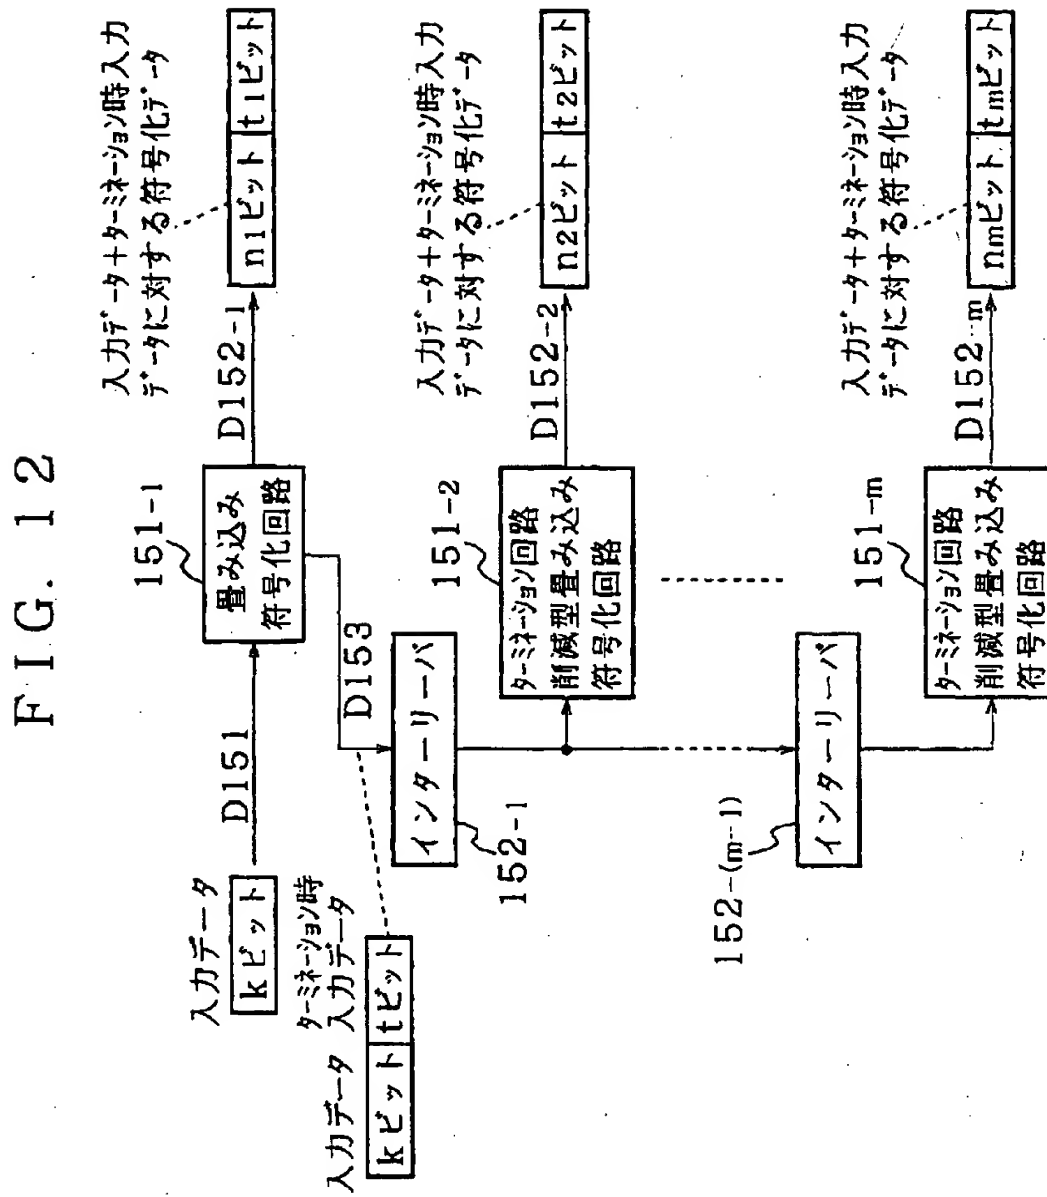 FIG. 12
入力データ
kビット
D151
151-1
畳み込み
符号化回路
D152-1
入力データ+ターミネーション時入力
データに対する符号化データ
n1ビット t1ビット
入力データ
ターミネーション時
入力データ
kビット tビット
D153
インターリーバ
152-1
151-2
ターミネーション回路
削減型畳み込み
符号化回路
D152-2
入力データ+ターミネーション時入力
データに対する符号化データ
n2ビット t2ビット
152-(m-1)
インターリーバ
151-m
ターミネーション回路
削減型畳み込み
符号化回路
D152-m
入力データ+ターミネーション時入力
データに対する符号化データ
nmビット tmビット